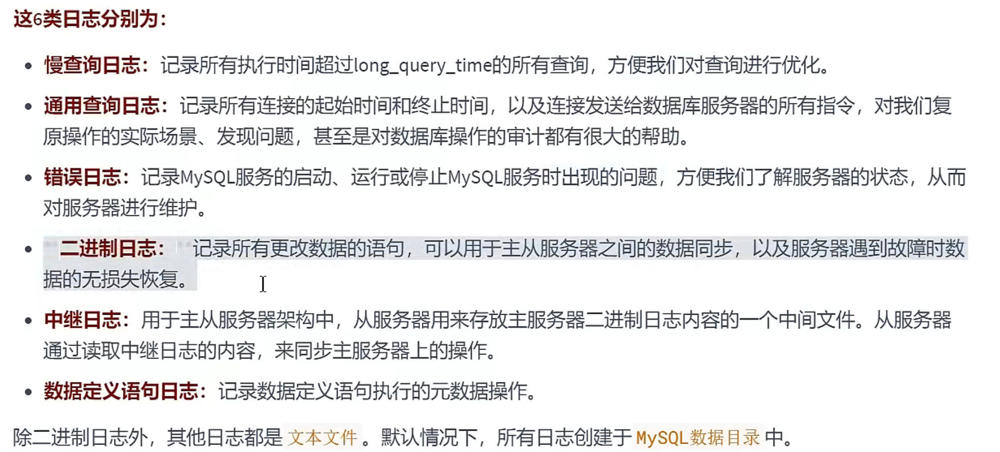 这6类日志分别为：
慢查询日志：记录所有执行时间超过long_query_time的所有查询，方便我们对查询进行优化。
通用查询日志：记录所有连接的起始时间和终止时间，以及连接发送给数据库服务器的所有指令，对我们复
原操作的实际场景、发现问题，甚至是对数据库操作的审计都有很大的帮助。
错误日志：记录MySQL服务的启动、运行或停止MySQL服务时出现的问题，方便我们了解服务器的状态，从而
对服务器进行维护。
二进制日志：记录所有更改数据的语句，可以用于主从服务器之间的数据同步，以及服务器遇到故障时数
据的无损失恢复。
中继日志：用于主从服务器架构中，从服务器用来存放主服务器二进制日志内容的一个中间文件。从服务器
通过读取中继日志的内容，来同步主服务器上的操作。
数据定义语句日志：记录数据定义语句执行的元数据操作。
除二进制日志外，其他日志都是 文本文件 。默认情况下，所有日志创建于 MySQL数据目录 中。